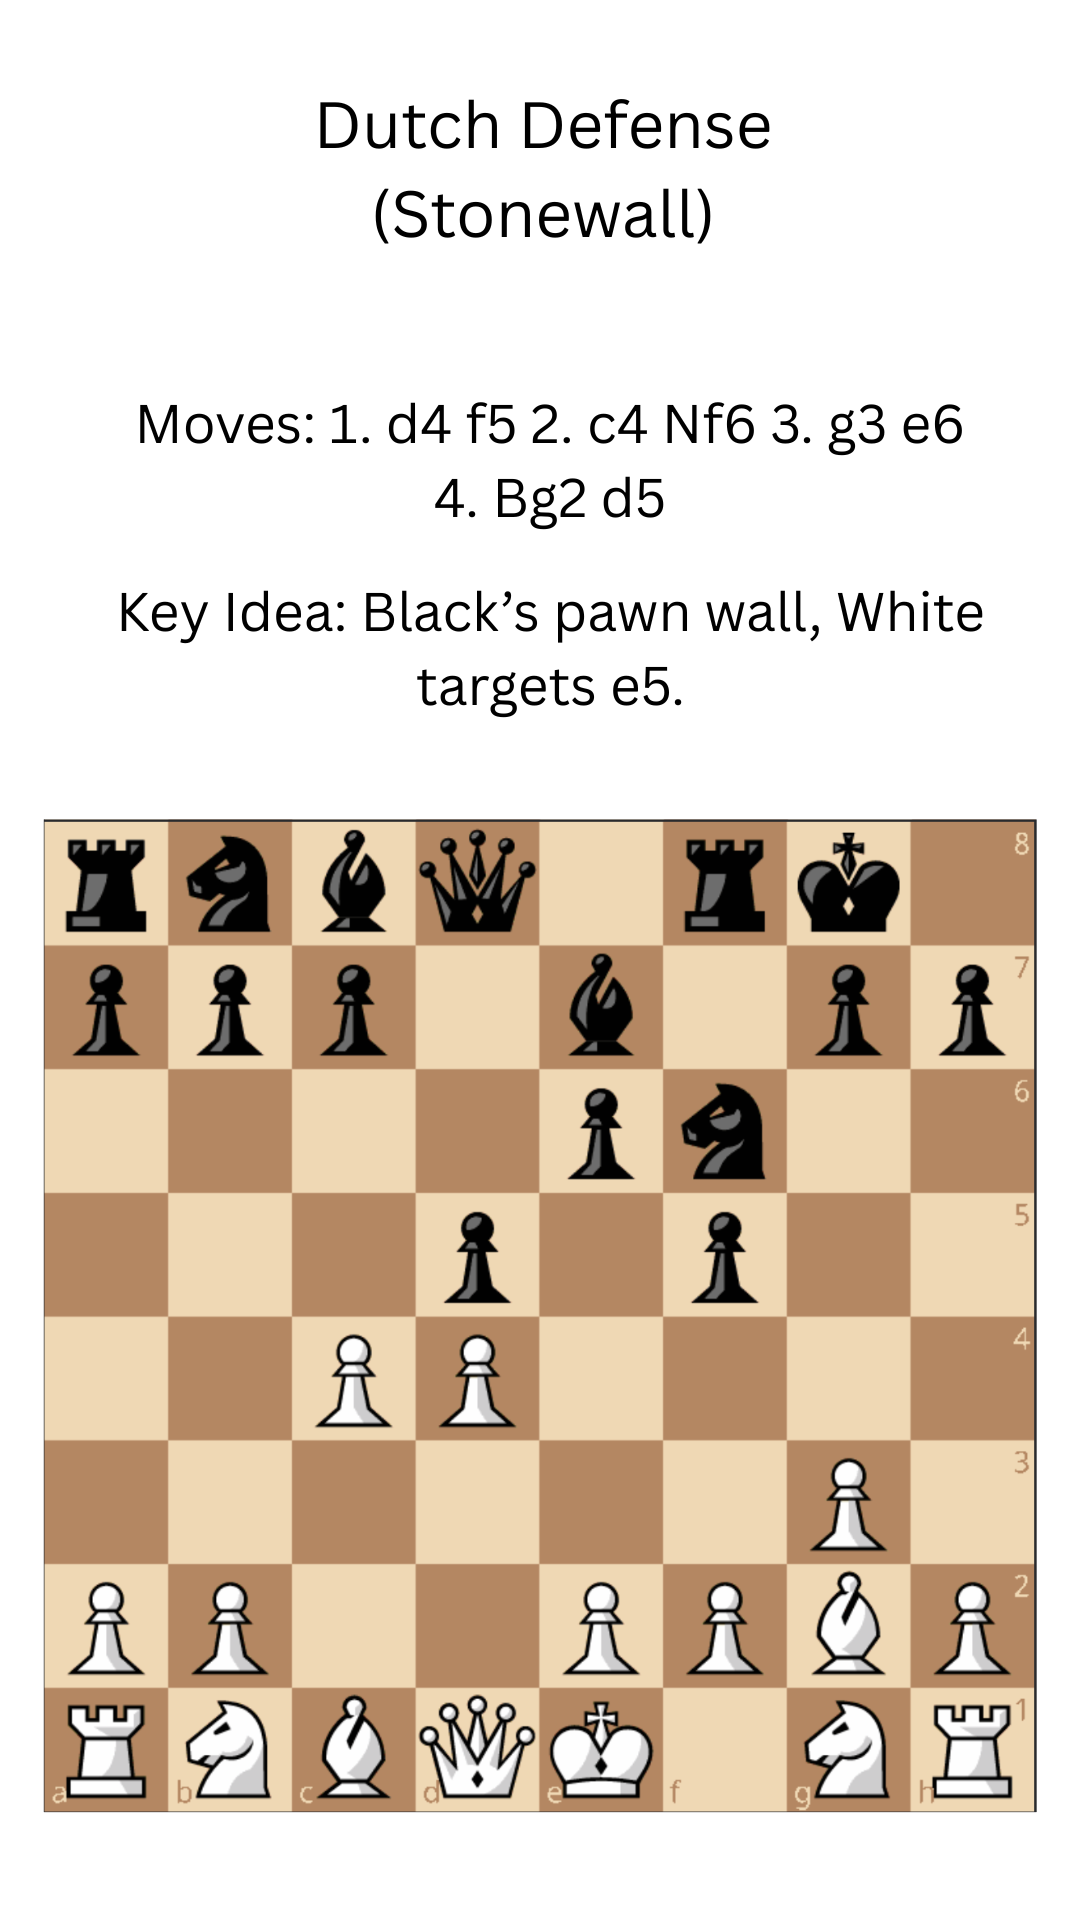 Dutch Defense
(Stonewall)
Moves: 1. d4 f5 2. c4 Nf6 3. g3 e6
4. Bg2 d5
Key Idea: Black’s pawn wall, White
targets e5.
8
7
6
5
4
3
2
1
a b c d e f g h